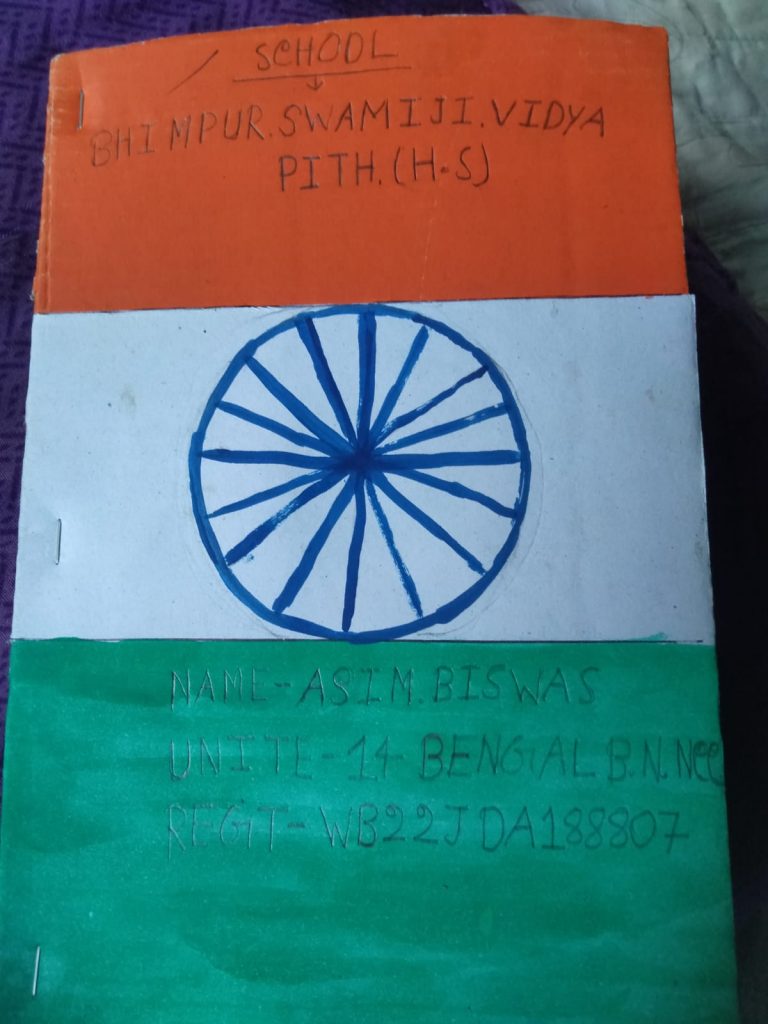 SCHOOL
BHIMPUR.SWAMIJI.VIDYA
PITH.(H.S)
NAME-ASIM.BISWAS
UNITE-14 BENGAL B.N.Ncc
REGT-WB22JDA188807